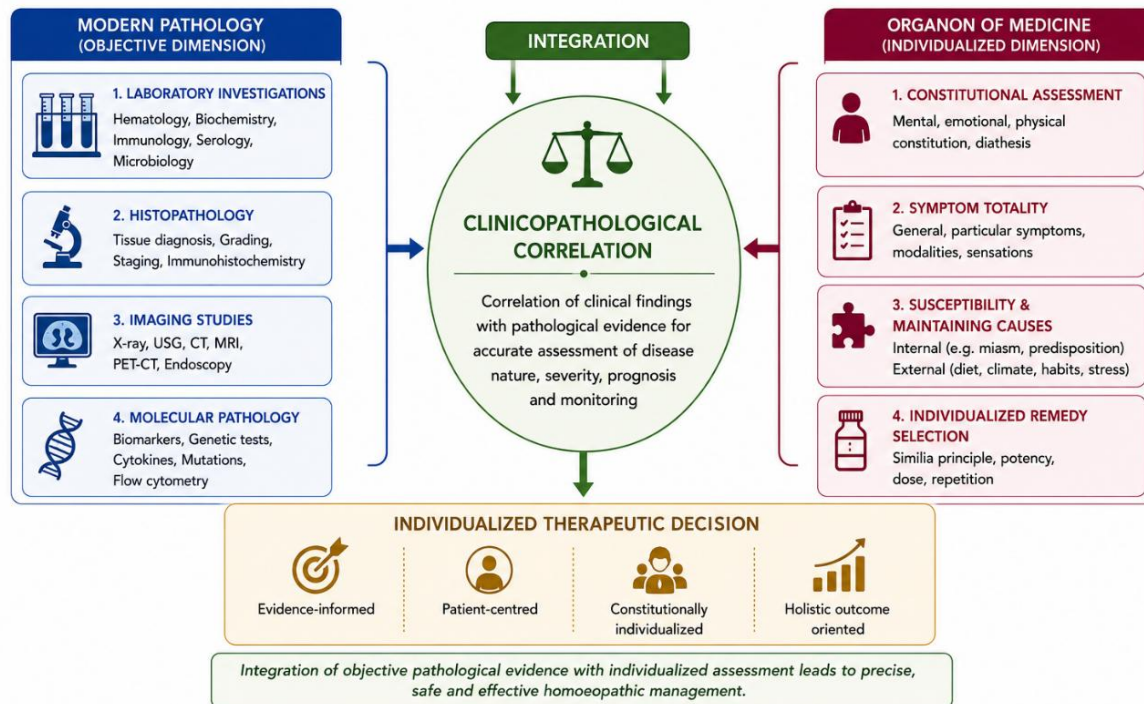 MODERN PATHOLOGY
(OBJECTIVE DIMENSION)
1. LABORATORY INVESTIGATIONS
Hematology, Biochemistry,
Immunology, Serology,
Microbiology
2. HISTOPATHOLOGY
Tissue diagnosis, Grading,
Staging, Immunohistochemistry
3. IMAGING STUDIES
X-ray, USG, CT, MRI,
PET-CT, Endoscopy
4. MOLECULAR PATHOLOGY
Biomarkers, Genetic tests,
Cytokines, Mutations,
Flow cytometry
INTEGRATION
CLINICOPATHOLOGICAL
CORRELATION
Correlation of clinical findings
with pathological evidence for
accurate assessment of disease
nature, severity, prognosis
and monitoring
ORGANON OF MEDICINE
(INDIVIDUALIZED DIMENSION)
1. CONSTITUTIONAL ASSESSMENT
Mental, emotional, physical
constitution, diathesis
2. SYMPTOM TOTALITY
General, particular symptoms,
modalities, sensations
3. SUSCEPTIBILITY &
MAINTAINING CAUSES
Internal (e.g. miasm, predisposition)
External (diet, climate, habits, stress)
4. INDIVIDUALIZED REMEDY
SELECTION
Similia principle, potency,
dose, repetition
INDIVIDUALIZED THERAPEUTIC DECISION
Evidence-informed
Patient-centred
Constitutionally
individualized
Holistic outcome
oriented
Integration of objective pathological evidence with individualized assessment leads to precise,
safe and effective homoeopathic management.